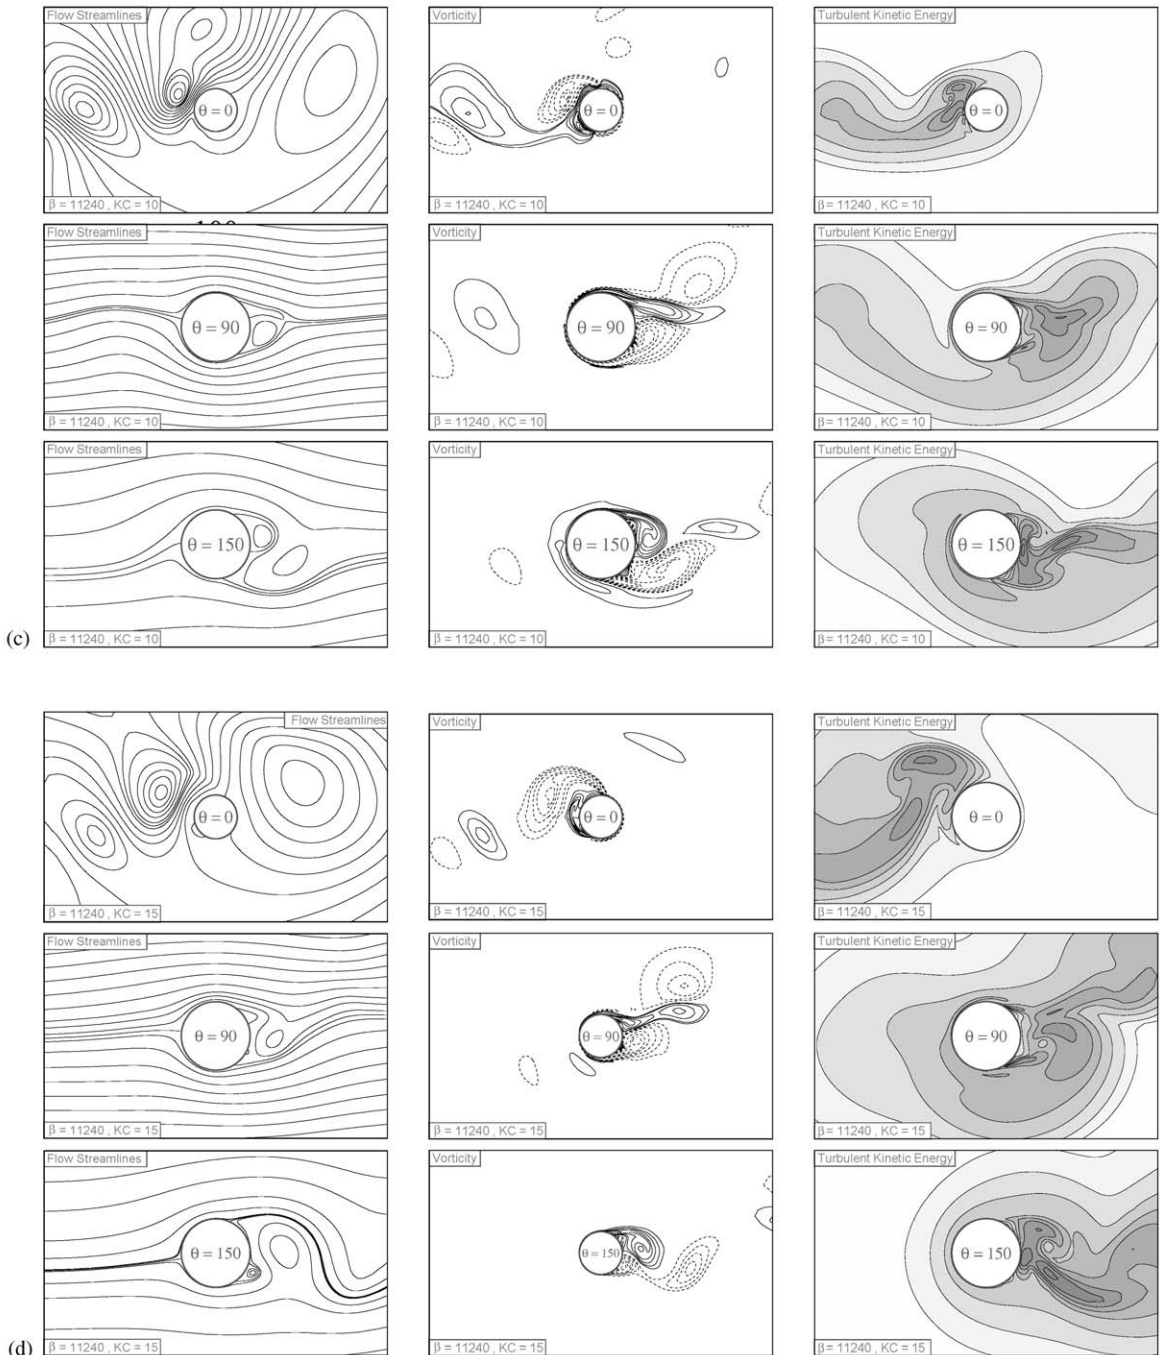 Flow Streamlines
Vorticity
Turbulent Kinetic Energy
θ = 0
θ = 0
θ = 0
β = 11240 , KC = 10
β = 11240 , KC = 10
β = 11240 , KC = 10
Flow Streamlines
Vorticity
Turbulent Kinetic Energy
θ = 90
θ = 90
θ = 90
β = 11240 , KC = 10
β = 11240 , KC = 10
β = 11240 , KC = 10
Flow Streamlines
Vorticity
Turbulent Kinetic Energy
θ = 150
θ = 150
θ = 150
(c)
β = 11240 , KC = 10
β = 11240 , KC = 10
β = 11240 , KC = 10
Flow Streamlines
Vorticity
Turbulent Kinetic Energy
θ = 0
θ = 0
θ = 0
β = 11240 , KC = 15
β = 11240 , KC = 15
β = 11240 , KC = 15
Flow Streamlines
Vorticity
Turbulent Kinetic Energy
θ = 90
θ = 90
θ = 90
β = 11240 , KC = 15
β = 11240 , KC = 15
β = 11240 , KC = 15
Flow Streamlines
Vorticity
Turbulent Kinetic Energy
θ = 150
θ = 150
θ = 150
(d)
β = 11240 , KC = 15
β = 11240 , KC = 15
β = 11240 , KC = 15